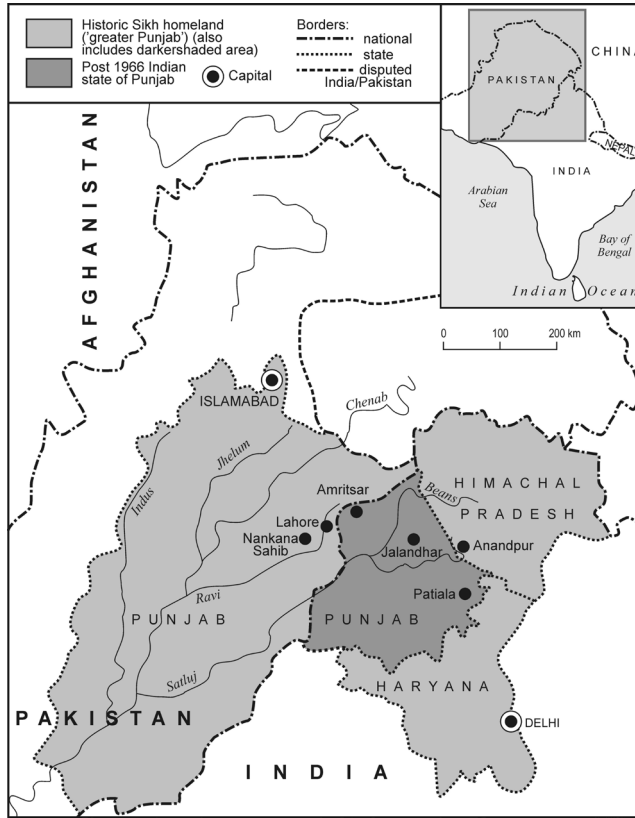 Historic Sikh homeland
('greater Punjab') (also
includes darkershaded area)
Post 1966 Indian
state of Punjab
Capital
Borders:
national
state
disputed
India/Pakistan
CHINA
PAKISTAN
NEPAL
INDIA
Arabian
Sea
Bay of
Bengal
Indian Ocean
0 100 200 km
AFGHANISTAN
ISLAMABAD
Chenab
Jhelum
Indus
HIMACHAL
PRADESH
Beans
Amritsar
Lahore
Nankana
Sahib
Jalandhar
Anandpur
Ravi
Patiala
PUNJAB
PUNJAB
Satluj
HARYANA
PAKISTAN
DELHI
INDIA